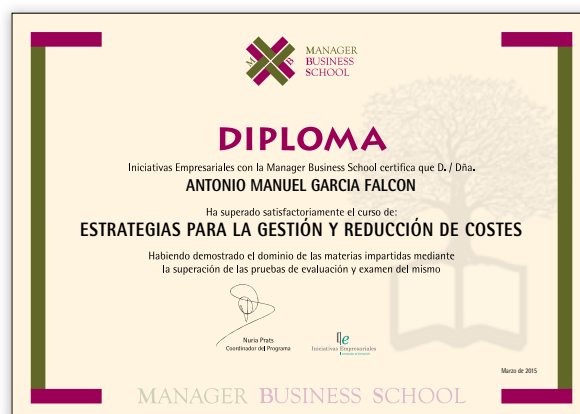 M B
MANAGER
BUSINESS
SCHOOL
DIPLOMA
Iniciativas Empresariales con la Manager Business School certifica que D. / Dña.
ANTONIO MANUEL GARCIA FALCON
Ha superado satisfactoriamente el curso de:
ESTRATEGIAS PARA LA GESTIÓN Y REDUCCIÓN DE COSTES
Habiendo demostrado el dominio de las materias impartidas mediante
la superación de las pruebas de evaluación y examen del mismo
Nuria Prats
Coordinador del Programa
Ie
Iniciativas Empresariales
Marzo de 2015
MANAGER BUSINESS SCHOOL